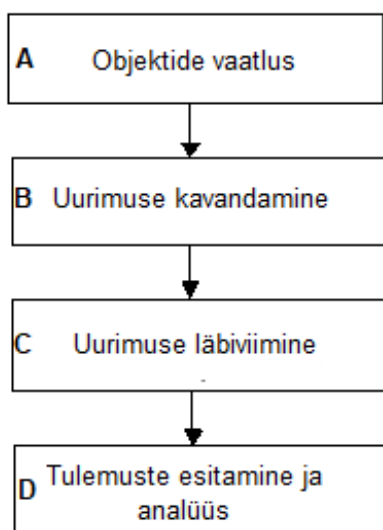 A Objektide vaatlus
B Uurimuse kavandamine
C Uurimuse läbiviimine
D Tulemuste esitamine ja
analüüs